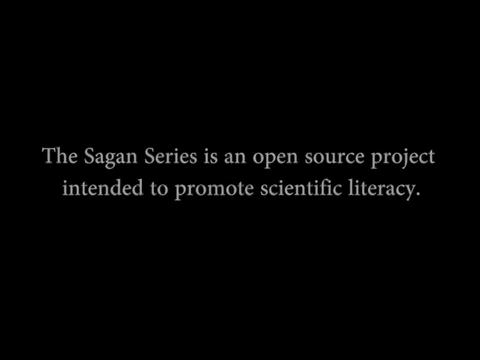 The Sagan Series is an open source project
intended to promote scientific literacy.